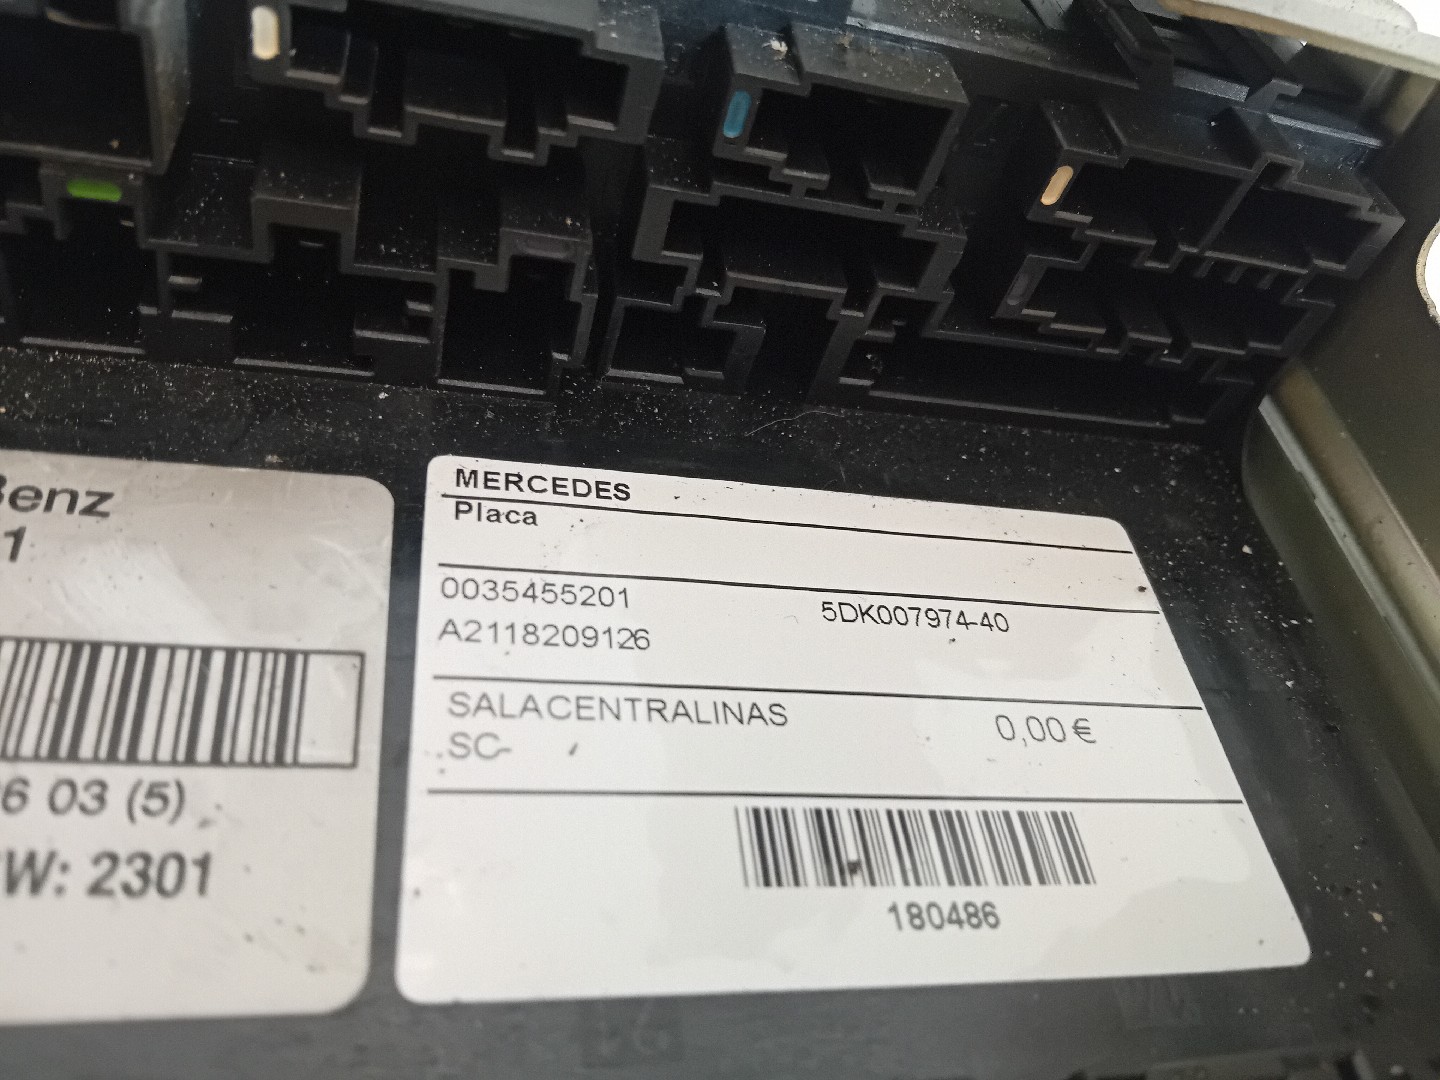 Benz
1
6 03 (5)
W: 2301
MERCEDES
Placa
0035455201
5DK007974-40
A2118209126
SALACENTRALINAS
0,00 €
SC-
180486